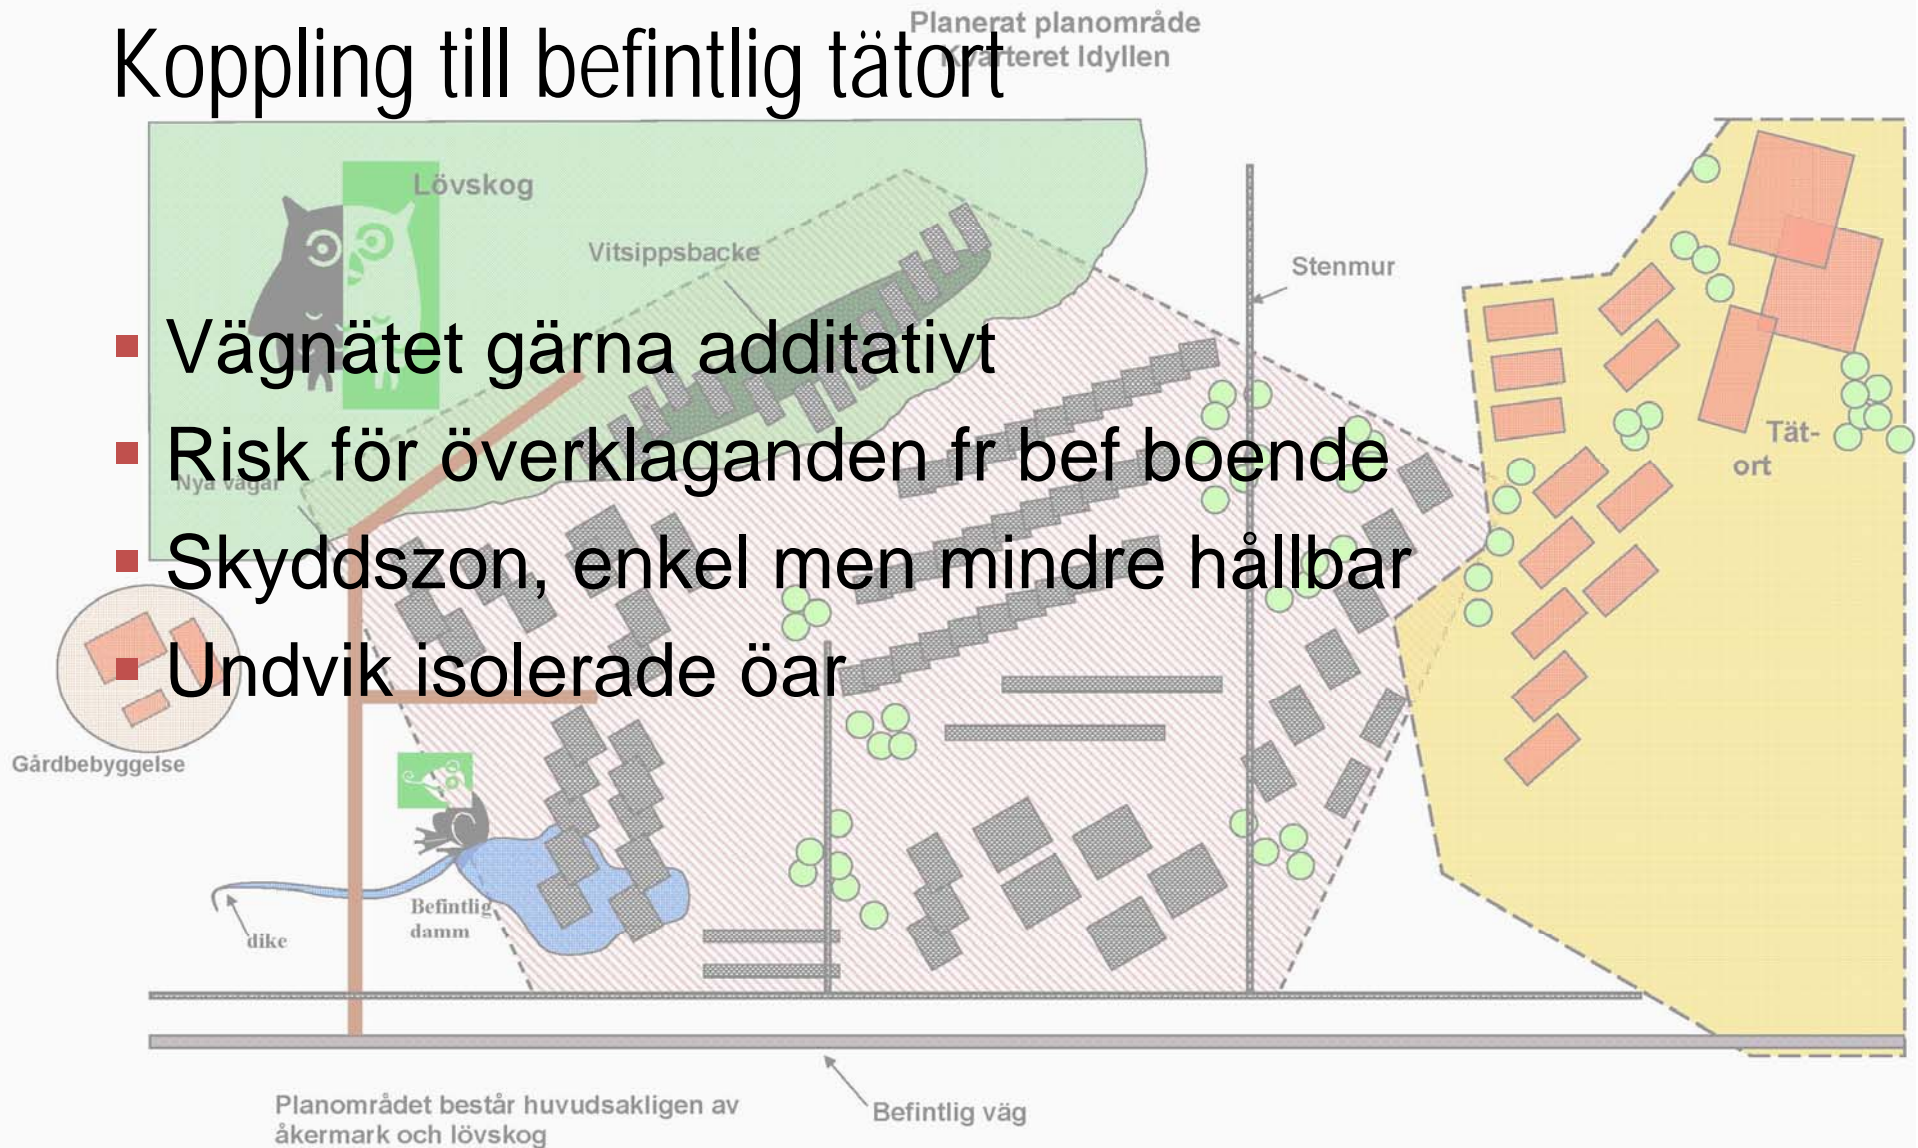 Planerat planområde
Koppling till befintlig tätort
Kvarteret Idyllen
Lövskog
Vitsippsbacke
Stenmur
▪ Vägnätet gärna additativt
▪ Risk för överklaganden fr bef boende
Nya vägar
Tät-
ort
▪ Skyddszon, enkel men mindre hållbar
▪ Undvik isolerade öar
Gårdbebyggelse
Befintlig
damm
dike
Planområdet består huvudsakligen av
åkermark och lövskog
Befintlig väg